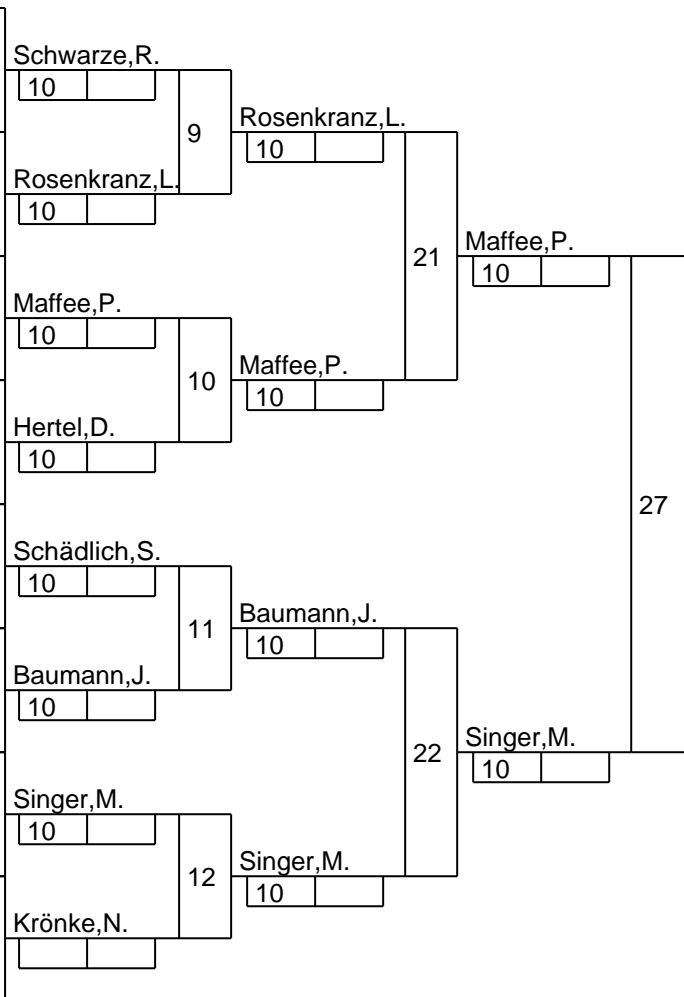 Schwarze,R.
10
9
Rosenkranz,L.
10
Rosenkranz,L.
10
21
Maffee,P.
10
Maffee,P.
10
10
Maffee,P.
10
Hertel,D.
10
27
Schädlich,S.
10
11
Baumann,J.
10
Baumann,J.
10
22
Singer,M.
10
Singer,M.
10
12
Singer,M.
10
Krönke,N.